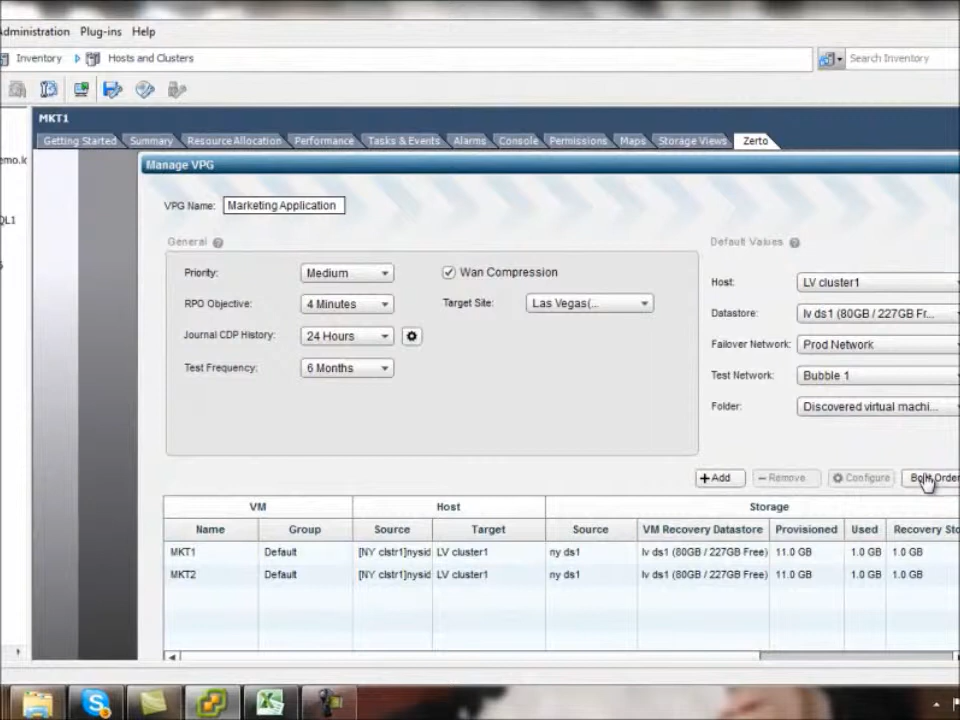 Administration Plug-ins Help
Inventory Hosts and Clusters Search Inventory
MKT1
Getting Started Summary Resource Allocation Performance Tasks & Events Alarms Console Permissions Maps Storage Views Zerto
emo.k
Manage VPG
VPG Name: Marketing Application
QL1
General Default Values
Priority: Medium Wan Compression
Host: LV cluster1
RPO Objective: 4 Minutes Target Site: Las Vegas(...
Datastore: lv ds1 (80GB / 227GB Fr...
Journal CDP History: 24 Hours
Failover Network: Prod Network
Test Frequency: 6 Months
Test Network: Bubble 1
Folder: Discovered virtual machi...
Add Remove Configure Boot Order
VM Host Storage
Name Group Source Target Source VM Recovery Datastore Provisioned Used Recovery Sto
MKT1 Default [NY clstr1]nysid LV cluster1 ny ds1 lv ds1 (80GB / 227GB Free) 11.0 GB 1.0 GB 1.0 GB
MKT2 Default [NY clstr1]nysid LV cluster1 ny ds1 lv ds1 (80GB / 227GB Free) 11.0 GB 1.0 GB 1.0 GB